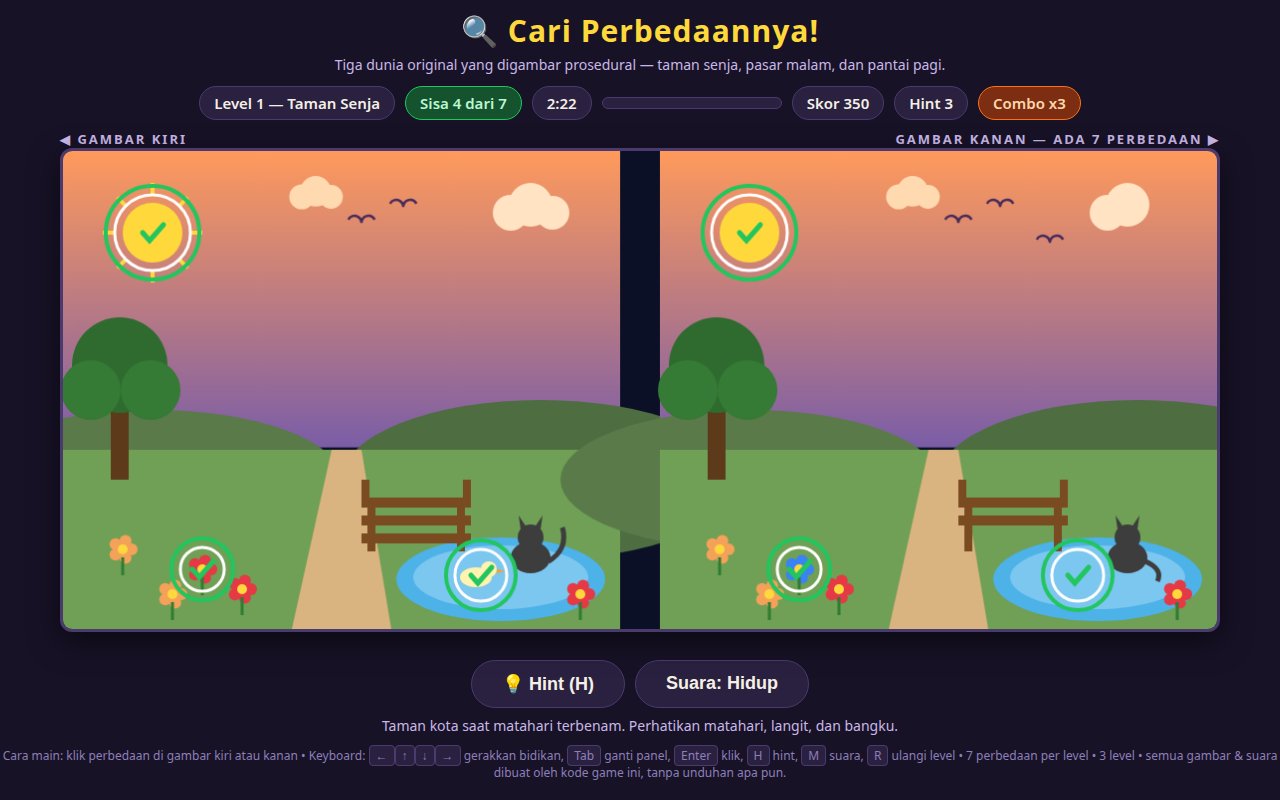 🔍 Cari Perbedaannya!
Tiga dunia original yang digambar prosedural — taman senja, pasar malam, dan pantai pagi.
Level 1 — Taman Senja Sisa 4 dari 7 2:22 Skor 350 Hint 3 Combo x3
◀ GAMBAR KIRI GAMBAR KANAN — ADA 7 PERBEDAAN ▶
💡 Hint (H) Suara: Hidup
Taman kota saat matahari terbenam. Perhatikan matahari, langit, dan bangku.
Cara main: klik perbedaan di gambar kiri atau kanan • Keyboard: ← ↑ ↓ → gerakkan bidikan, Tab ganti panel, Enter klik, H hint, M suara, R ulangi level • 7 perbedaan per level • 3 level • semua gambar & suara
dibuat oleh kode game ini, tanpa unduhan apa pun.